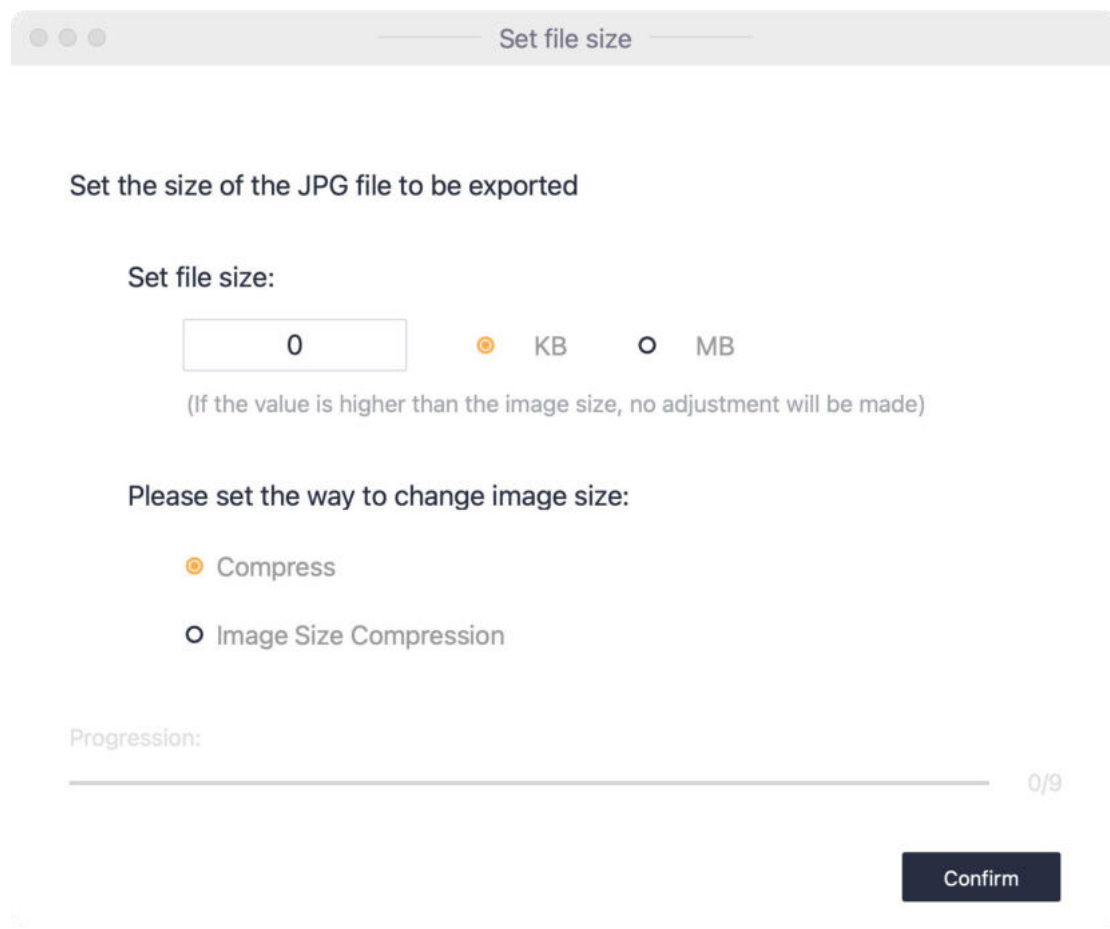 Set file size
Set the size of the JPG file to be exported
Set file size:
0 KB MB
(If the value is higher than the image size, no adjustment will be made)
Please set the way to change image size:
Compress
Image Size Compression
Progression:
0/9
Confirm